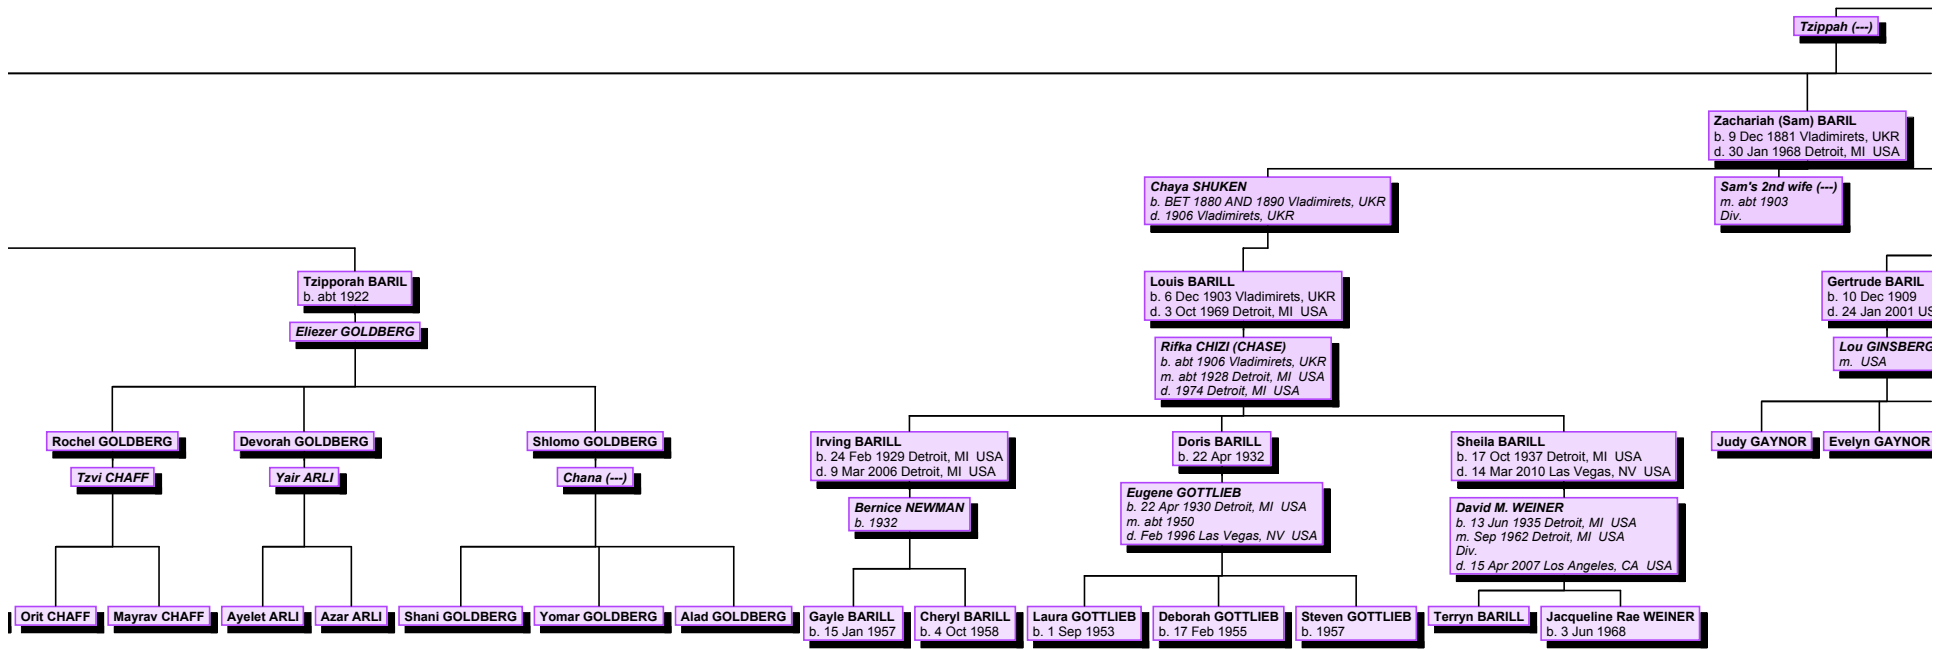 Tzippah (---)
Zachariah (Sam) BARIL
b. 9 Dec 1881 Vladimirets, UKR
d. 30 Jan 1968 Detroit, MI USA
Chaya SHUKEN
b. BET 1880 AND 1890 Vladimirets, UKR
d. 1906 Vladimirets, UKR
Sam's 2nd wife (---)
m. abt 1903
Div.
Tzipporah BARIL
b. abt 1922
Eliezer GOLDBERG
Louis BARILL
b. 6 Dec 1903 Vladimirets, UKR
d. 3 Oct 1969 Detroit, MI USA
Rifka CHIZI (CHASE)
b. abt 1906 Vladimirets, UKR
m. abt 1928 Detroit, MI USA
d. 1974 Detroit, MI USA
Gertrude BARIL
b. 10 Dec 1909
d. 24 Jan 2001 US
Lou GINSBERG
m. USA
Rochel GOLDBERG
Tzvi CHAFF
Devorah GOLDBERG
Yair ARLI
Shlomo GOLDBERG
Chana (---)
Irving BARILL
b. 24 Feb 1929 Detroit, MI USA
d. 9 Mar 2006 Detroit, MI USA
Bernice NEWMAN
b. 1932
Doris BARILL
b. 22 Apr 1932
Eugene GOTTLIEB
b. 22 Apr 1930 Detroit, MI USA
m. abt 1950
d. Feb 1996 Las Vegas, NV USA
Sheila BARILL
b. 17 Oct 1937 Detroit, MI USA
d. 14 Mar 2010 Las Vegas, NV USA
David M. WEINER
b. 13 Jun 1935 Detroit, MI USA
m. Sep 1962 Detroit, MI USA
Div.
d. 15 Apr 2007 Los Angeles, CA USA
Judy GAYNOR
Evelyn GAYNOR
Orit CHAFF
Mayrav CHAFF
Ayelet ARLI
Azar ARLI
Shani GOLDBERG
Yomar GOLDBERG
Alad GOLDBERG
Gayle BARILL
b. 15 Jan 1957
Cheryl BARILL
b. 4 Oct 1958
Laura GOTTLIEB
b. 1 Sep 1953
Deborah GOTTLIEB
b. 17 Feb 1955
Steven GOTTLIEB
b. 1957
Terryn BARILL
Jacqueline Rae WEINER
b. 3 Jun 1968